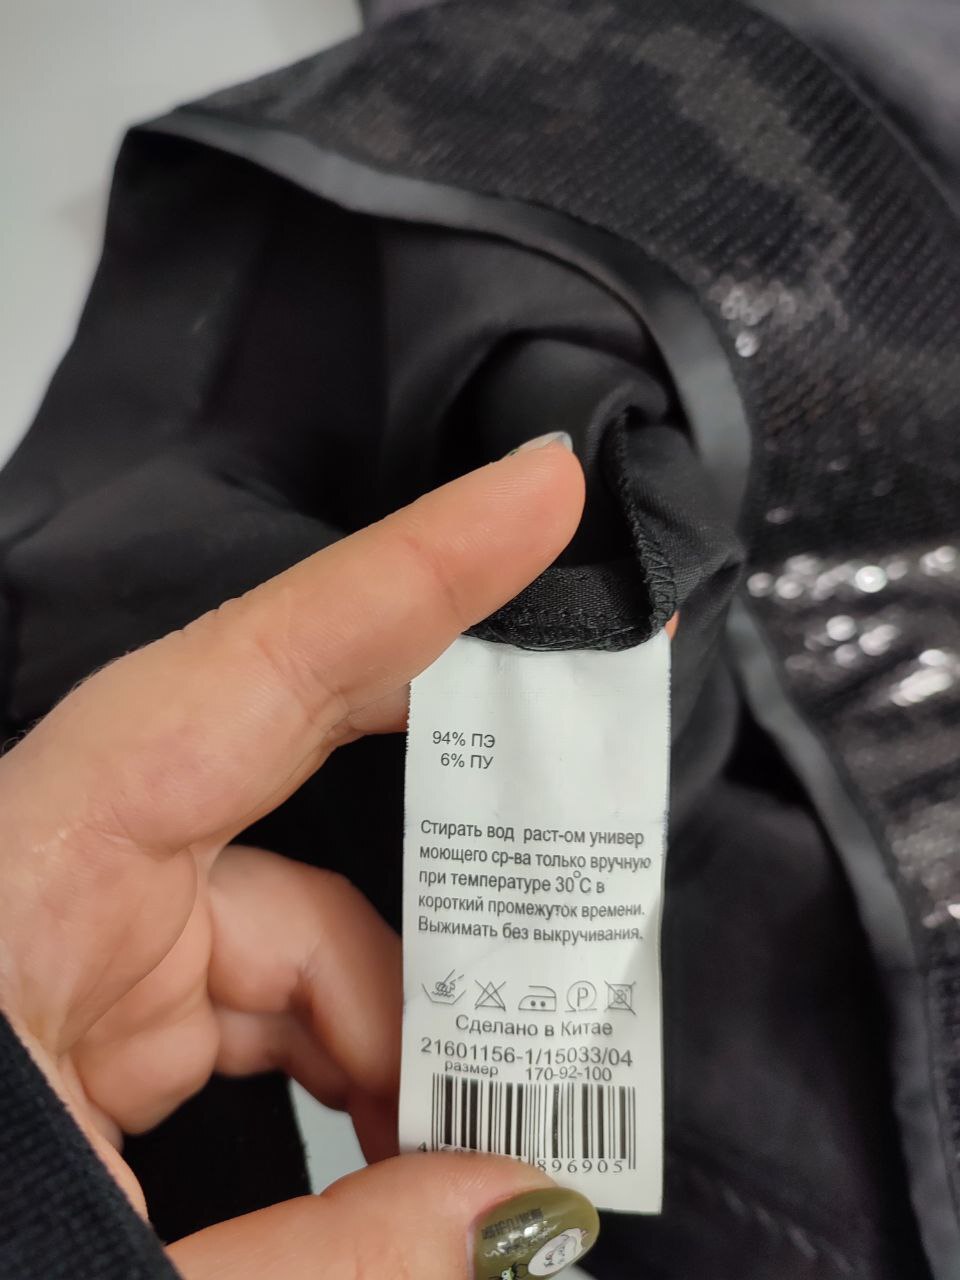 94% ПЭ
6% ПУ
Стирать вод раст-ом универ
моющего ср-ва только вручную
при температуре 30°С в
короткий промежуток времени.
Выжимать без выкручивания.
P
Сделано в Китае
21601156-1/15033/04
размер 170-92-100
896905